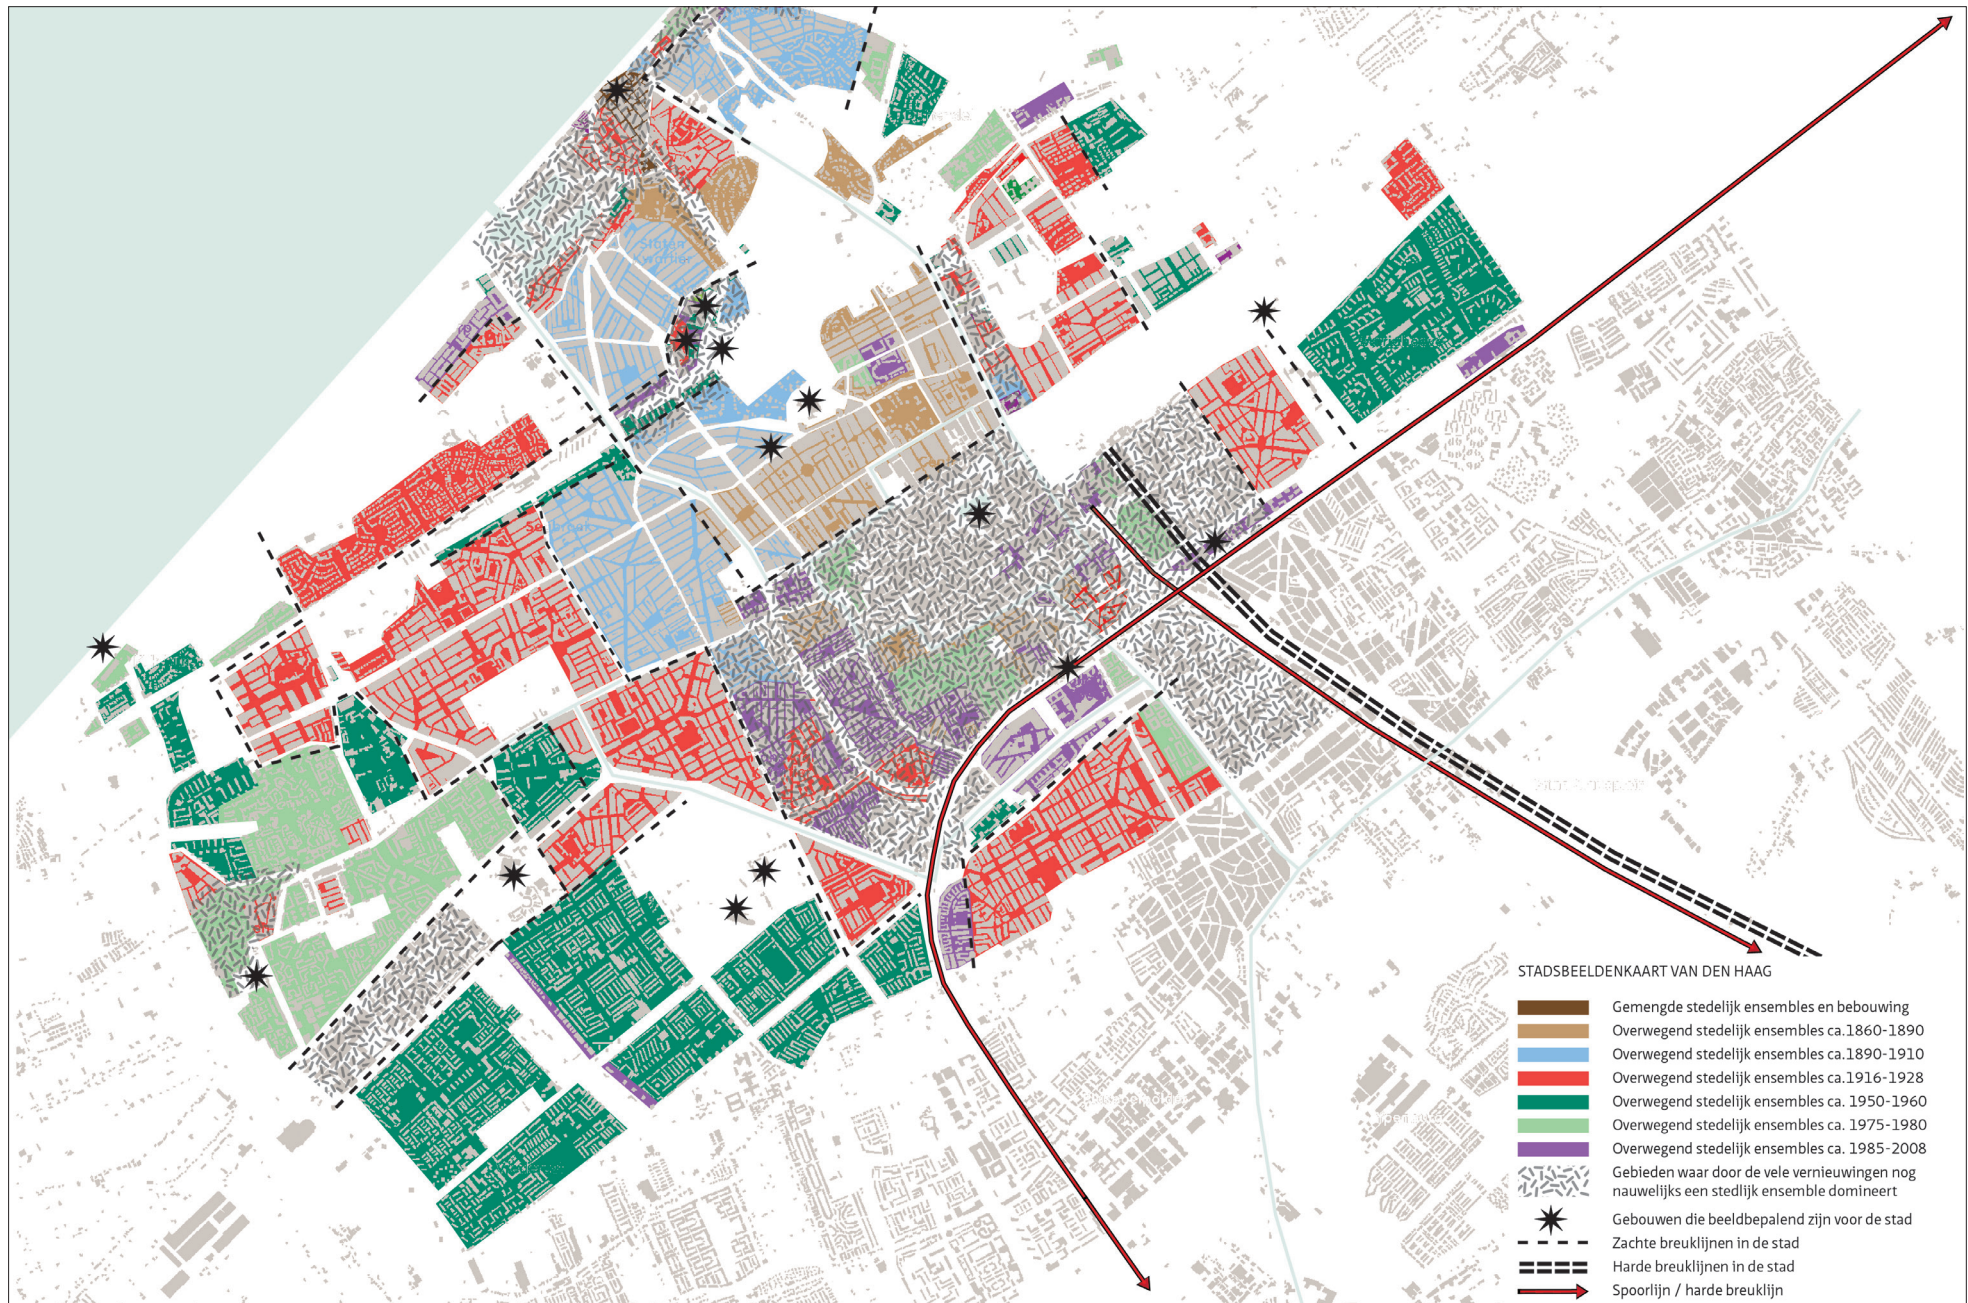 Staten
Kwartier
STADSBEELDENKAART VAN DEN HAAG
Gemengde stedelijk ensembles en bebouwing
Overwegend stedelijk ensembles ca.1860-1890
Overwegend stedelijk ensembles ca.1890-1910
Overwegend stedelijk ensembles ca.1916-1928
Overwegend stedelijk ensembles ca. 1950-1960
Overwegend stedelijk ensembles ca. 1975-1980
Overwegend stedelijk ensembles ca. 1985-2008
Gebieden waar door de vele vernieuwingen nog
nauwelijks een stedlijk ensemble domineert
Gebouwen die beeldbepalend zijn voor de stad
Zachte breuklijnen in de stad
Harde breuklijnen in de stad
Spoorlijn / harde breuklijn